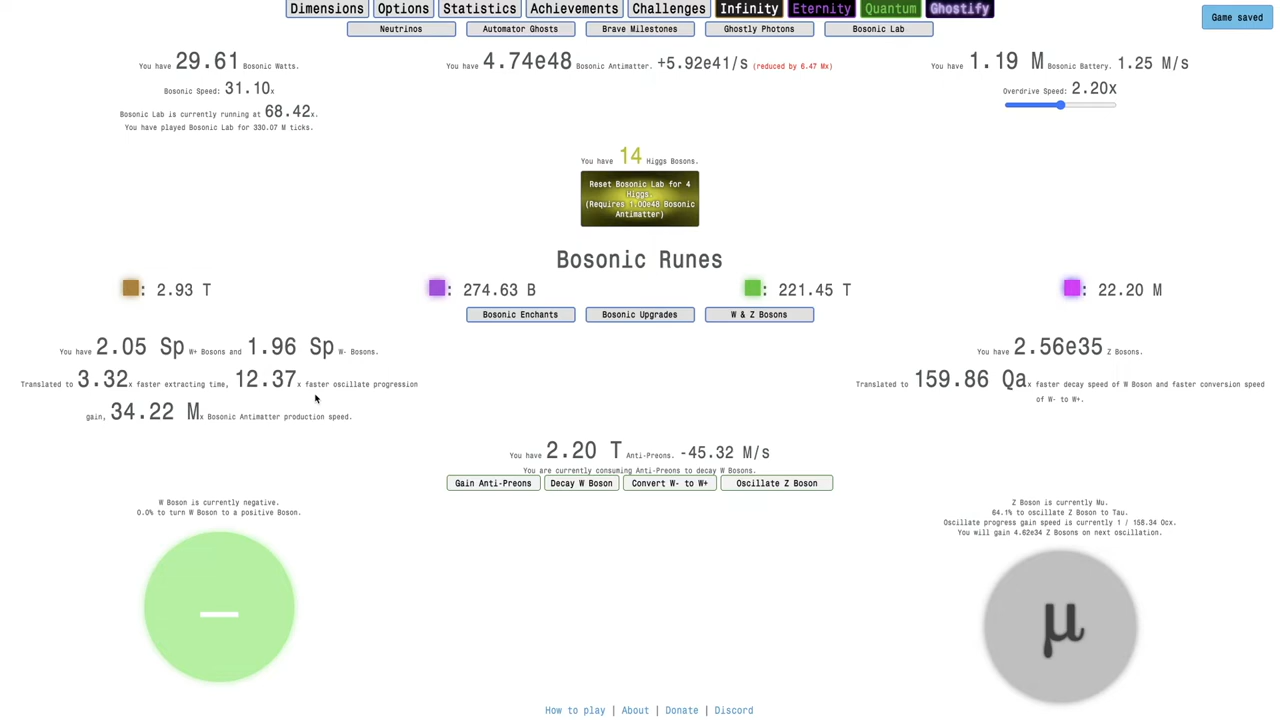 Dimensions Options Statistics Achievements Challenges Infinity Eternity Quantum Ghostify
Game saved
Neutrinos Automator Ghosts Brave Milestones Ghostly Photons Bosonic Lab
You have 29.61 Bosonic Watts.
You have 4.74e48 Bosonic Antimatter. +5.92e41/s (reduced by 6.47 Mx)
You have 1.19 M Bosonic Battery. 1.25 M/s
Bosonic Speed: 31.10x
Overdrive Speed: 2.20x
Bosonic Lab is currently running at 68.42x.
You have played Bosonic Lab for 330.07 M ticks.
You have 14 Higgs Bosons.
Reset Bosonic Lab for 4
Higgs.
(Requires 1.00e48 Bosonic
Antimatter)
Bosonic Runes
: 2.93 T : 274.63 B : 221.45 T : 22.20 M
Bosonic Enchants Bosonic Upgrades W & Z Bosons
You have 2.05 Sp W+ Bosons and 1.96 Sp W- Bosons.
Translated to 3.32x faster extracting time, 12.37x faster oscillate progression
gain, 34.22 Mx Bosonic Antimatter production speed.
You have 2.56e35 Z Bosons.
Translated to 159.86 Qax faster decay speed of W Boson and faster conversion speed
of W- to W+.
You have 2.20 T Anti-Preons. -45.32 M/s
You are currently consuming Anti-Preons to decay W Bosons.
Gain Anti-Preons Decay W Boson Convert W- to W+ Oscillate Z Boson
W Boson is currently negative.
0.0% to turn W Boson to a positive Boson.
−
Z Boson is currently Mu.
64.1% to oscillate Z Boson to Tau.
Oscillate progress gain speed is currently 1 / 158.34 Ocx.
You will gain 4.62e34 Z Bosons on next oscillation.
μ
How to play | About | Donate | Discord